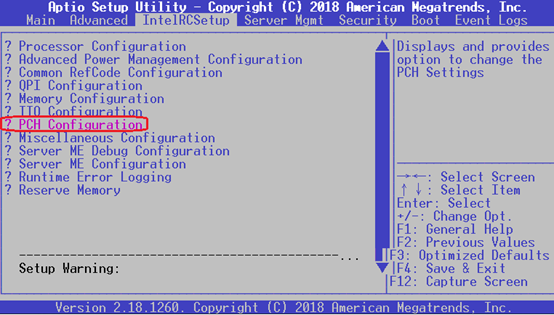 Aptio Setup Utility - Copyright (C) 2018 American Megatrends, Inc.
Main Advanced IntelRCSetup Server Mgmt Security Boot Event Logs
? Processor Configuration
? Advanced Power Management Configuration
? Common RefCode Configuration
? QPI Configuration
? Memory Configuration
? IIO Configuration
? PCH Configuration
? Miscellaneous Configuration
? Server ME Debug Configuration
? Server ME Configuration
? Runtime Error Logging
? Reserve Memory
----------------------------------------...
Setup Warning:
Displays and provides
option to change the
PCH Settings
→←: Select Screen
↑↓: Select Item
Enter: Select
+/-: Change Opt.
F1: General Help
F2: Previous Values
F3: Optimized Defaults
F4: Save & Exit
F12: Capture Screen
Version 2.18.1260. Copyright (C) 2018 American Megatrends, Inc.